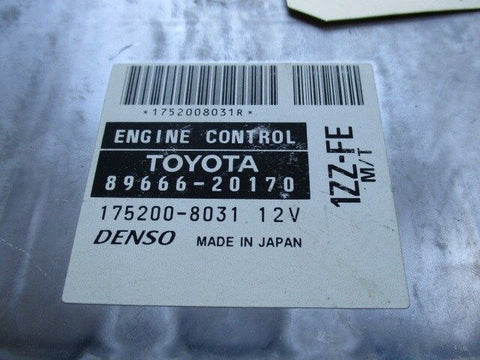 *1752008031R*
ENGINE CONTROL
TOYOTA
89666-20170
175200-8031 12V
DENSO MADE IN JAPAN
1ZZ-FE
M/T